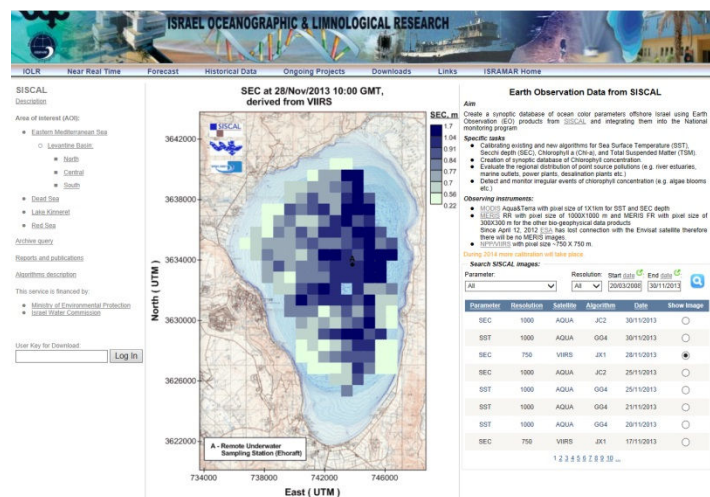 ISRAEL OCEANOGRAPHIC & LIMNOLOGICAL RESEARCH
IOLR Near Real Time Forecast Historical Data Ongoing Projects Downloads Links ISRAMAR Home
SISCAL
Description
Area of interest (AOI):
Eastern Mediterranean Sea
Levantine Basin:
North
Central
South
Dead Sea
Lake Kinneret
Red Sea
Archive query
Reports and publications
Algorithms description
This service is financed by:
Ministry of Environmental Protection
Israel Water Commission
User Key for Download:
Log In
SEC at 28/Nov/2013 10:00 GMT,
derived from VIIRS
SISCAL
SEC, m
1.7
1.04
0.91
0.84
0.77
0.7
0.56
0.22
North ( UTM )
3642000
3638000
3634000
3630000
3626000
3622000
A
A - Remote Underwater
Sampling Station (Ehoraft)
734000 738000 742000 746000
East ( UTM )
Earth Observation Data from SISCAL
Aim
Create a synoptic database of ocean color parameters offshore Israel using Earth
Observation (EO) products from SISCAL and integrating them into the National
monitoring program
Specific tasks
Calibrating existing and new algorithms for Sea Surface Temperature (SST),
Secchi depth (SEC), Chlorophyll a (Chl-a), and Total Suspended Matter (TSM).
Creation of synoptic database of Chlorophyll concentration
Evaluate the regional distribution of point source pollutions (e.g. river estuaries,
marine outlets, power plants, desalination plants etc.)
Detect and monitor irregular events of chlorophyll concentration (e.g. algae blooms
etc.)
Observing instruments:
MODIS Aqua&Terra with pixel size of 1X1km for SST and SEC depth
MERIS RR with pixel size of 1000X1000 m and MERIS FR with pixel size of
300X300 m for the other bio-geophysical data products
Since April 12, 2012 ESA has lost connection with the Envisat satellite therefore
there will be no MERIS images.
NPP/VIIRS with pixel size ~750 X 750 m.
During 2014 more calibration will take place
Search SISCAL images:
Parameter: Resolution: Start date End date
All All 20/03/2008 30/11/2013
Parameter Resolution Satellite Algorithm Date Show Image
SEC 1000 AQUA JC2 30/11/2013
SST 1000 AQUA GG4 30/11/2013
SEC 750 VIIRS JX1 28/11/2013
SEC 1000 AQUA JC2 25/11/2013
SST 1000 AQUA GG4 25/11/2013
SST 1000 AQUA GG4 21/11/2013
SST 1000 AQUA GG4 20/11/2013
SEC 750 VIIRS JX1 17/11/2013
1 2 3 4 5 6 7 8 9 10 ...